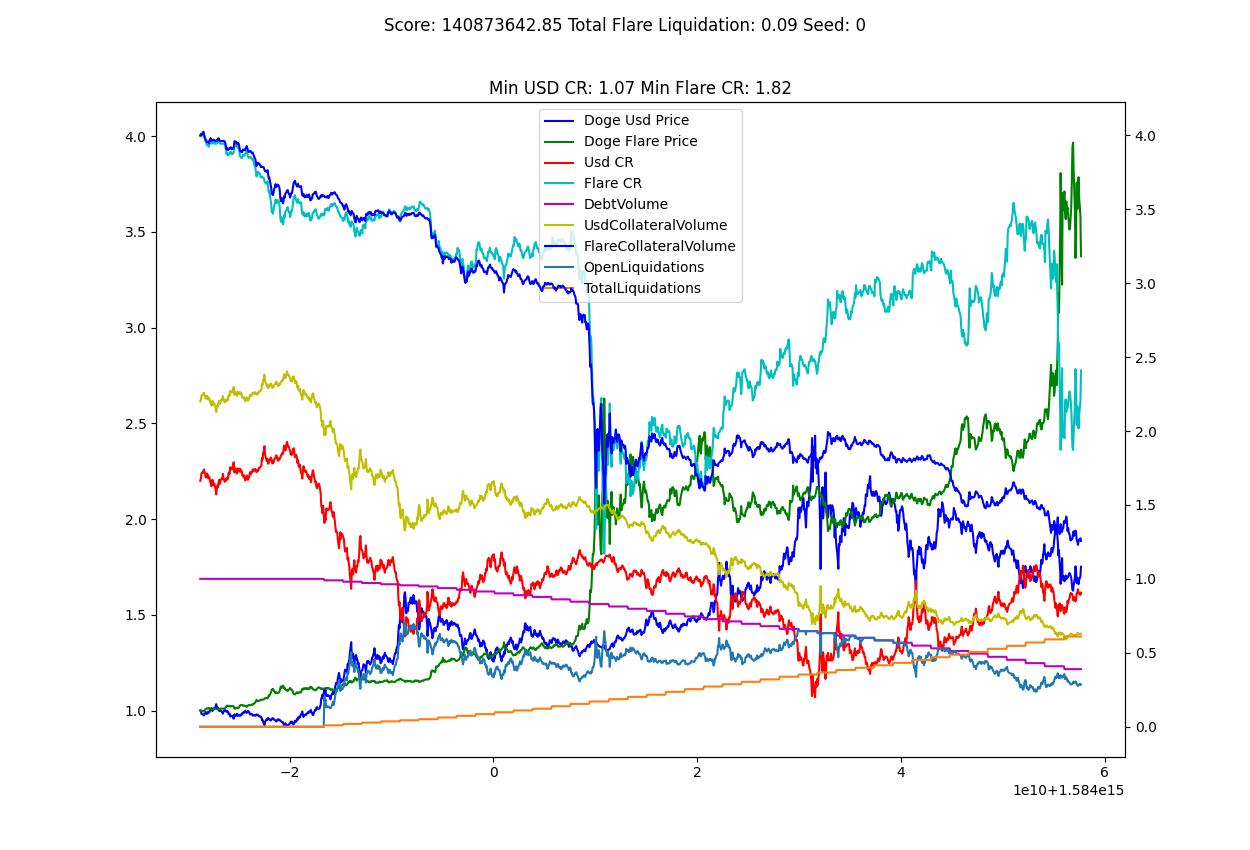 Score: 140873642.85 Total Flare Liquidation: 0.09 Seed: 0
Min USD CR: 1.07 Min Flare CR: 1.82
Doge Usd Price
Doge Flare Price
Usd CR
Flare CR
DebtVolume
UsdCollateralVolume
FlareCollateralVolume
OpenLiquidations
TotalLiquidations
4.0
3.5
3.0
2.5
2.0
1.5
1.0
4.0
3.5
3.0
2.5
2.0
1.5
1.0
0.5
0.0
−2
0
2
4
6
1e10+1.584e15